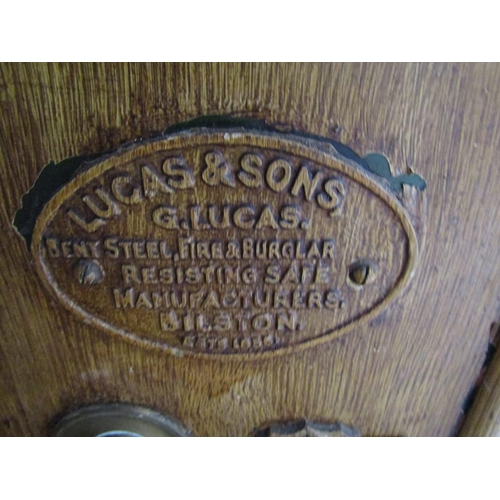 LUCAS & SONS,
G. LUCAS.
BENT STEEL, FIRE & BURGLAR
RESISTING SAFE
MANUFACTURERS.
BILSTON.